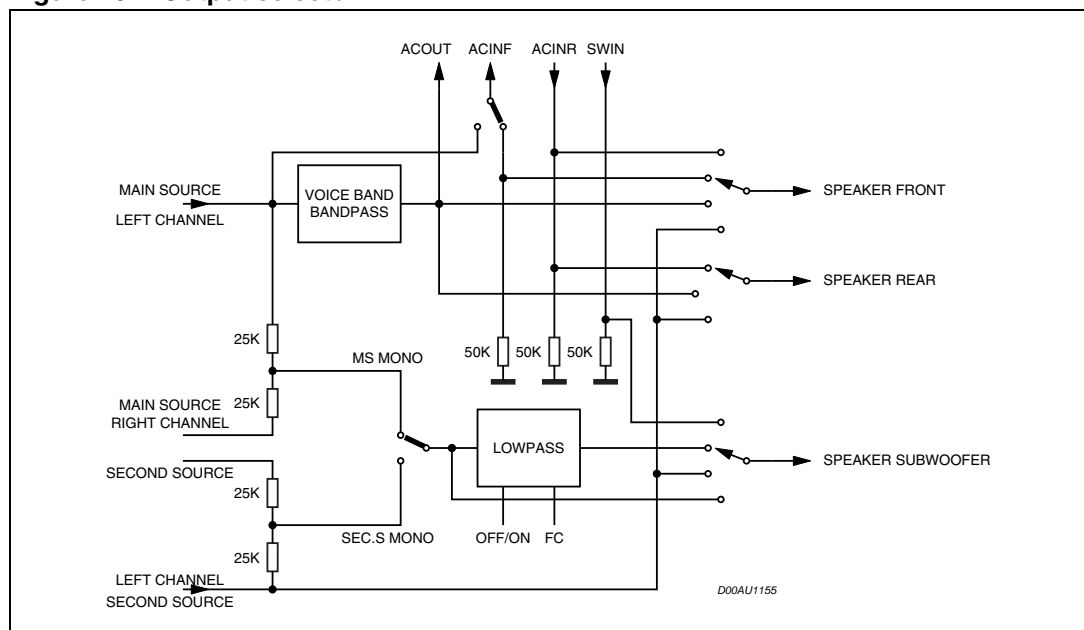 ACOUT ACINF ACINR SWIN
MAIN SOURCE
LEFT CHANNEL
VOICE BAND
BANDPASS
SPEAKER FRONT
SPEAKER REAR
25K
MS MONO
50K 50K 50K
25K
MAIN SOURCE
RIGHT CHANNEL
LOWPASS
SPEAKER SUBWOOFER
SECOND SOURCE
25K
SEC.S MONO
OFF/ON FC
25K
LEFT CHANNEL
SECOND SOURCE
D00AU1155